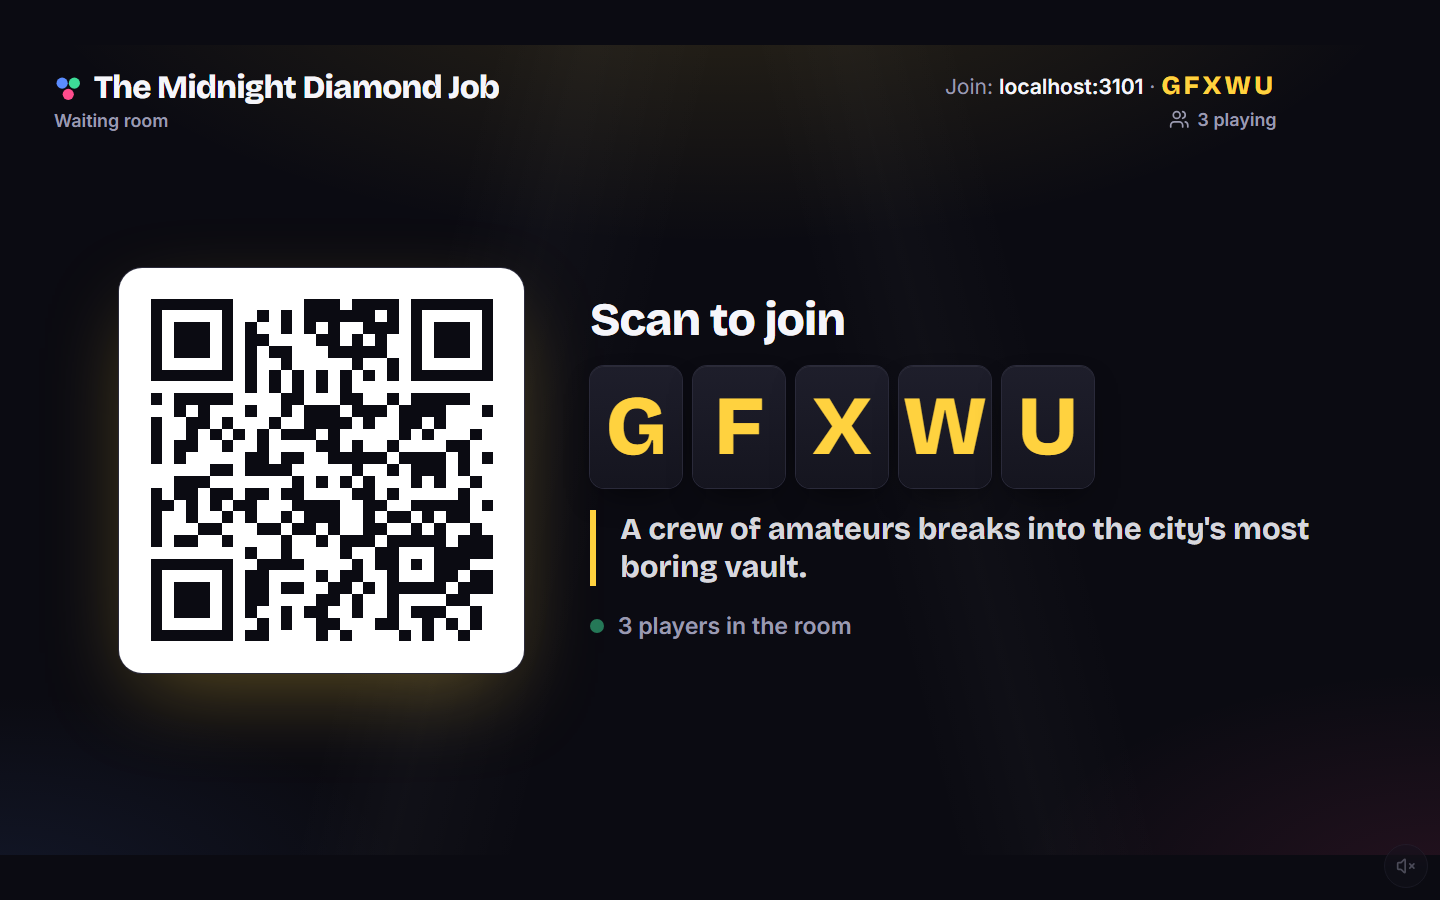 The Midnight Diamond Job
Waiting room
Join: localhost:3101 · GFXWU
3 playing
Scan to join
GFXWU
A crew of amateurs breaks into the city's most
boring vault.
3 players in the room